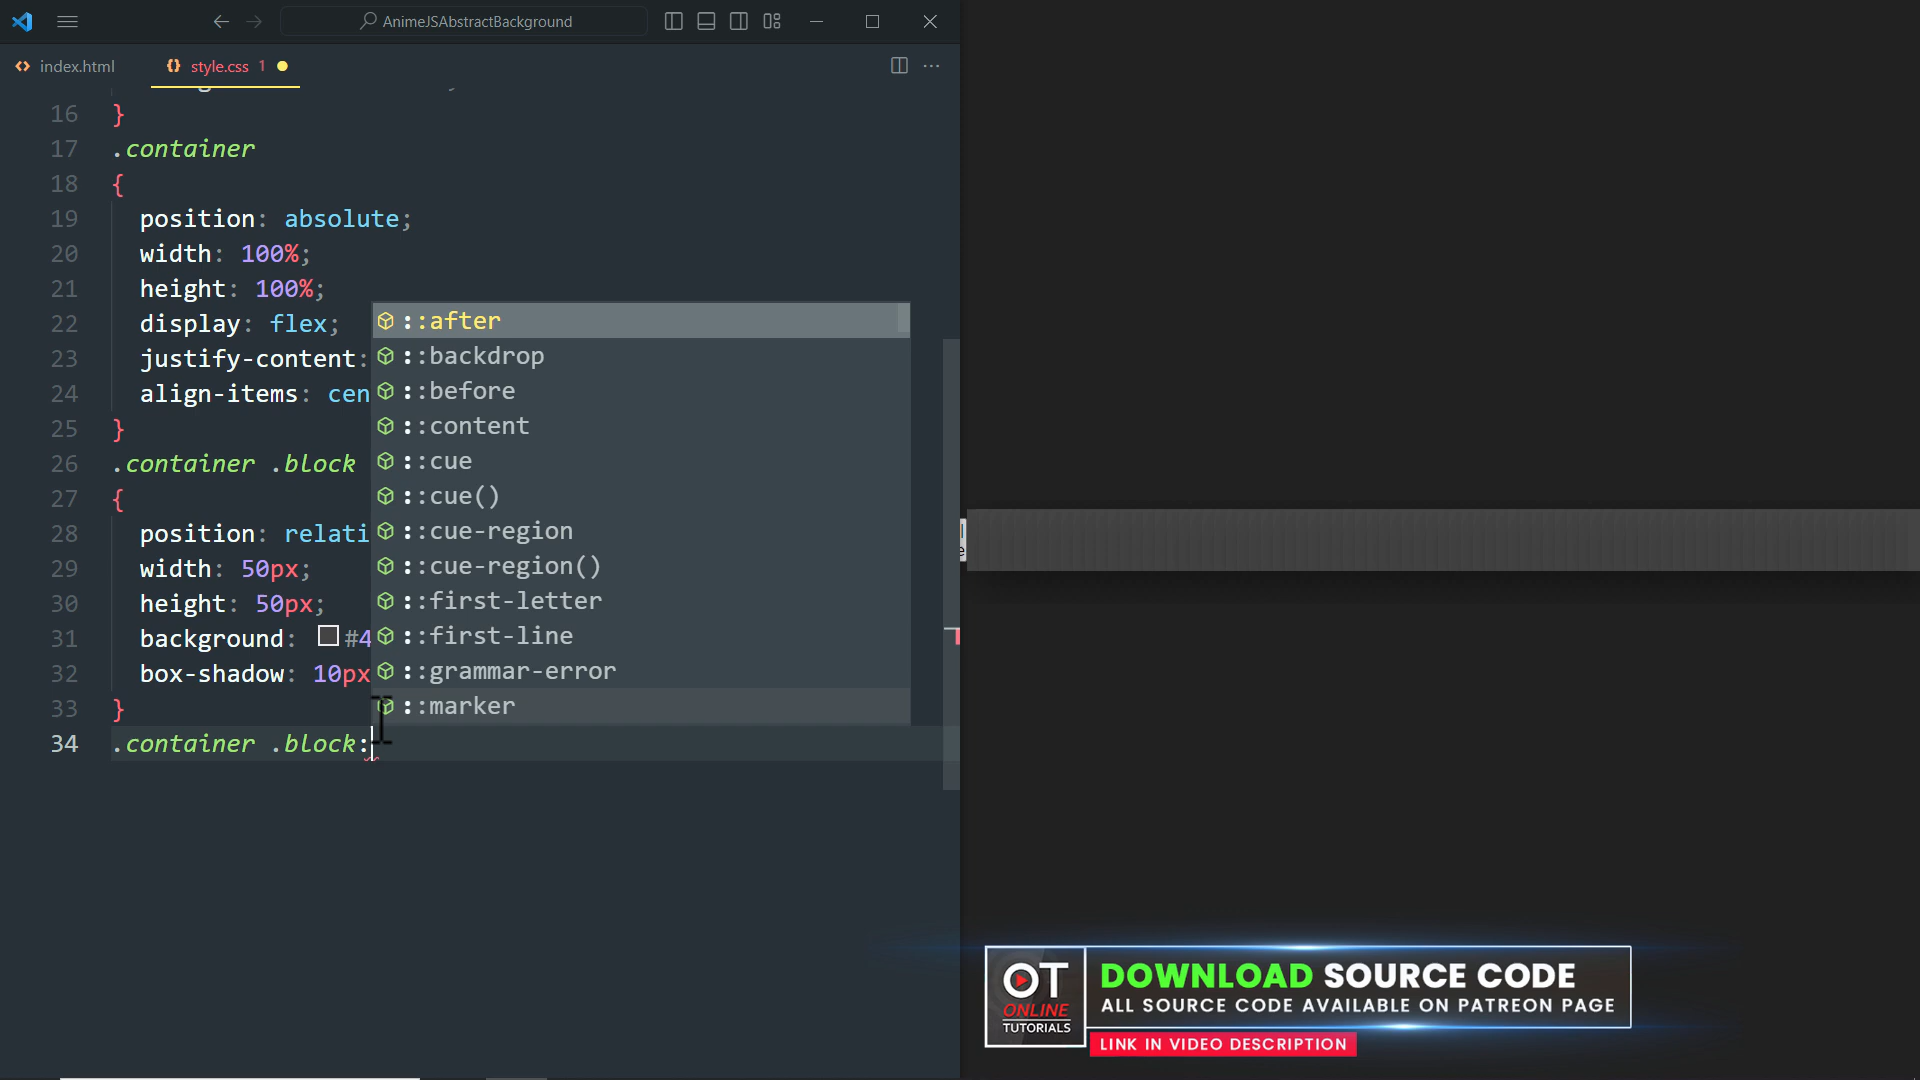 AnimeJSAbstractBackground
index.html
style.css 1
16 }
17 .container
18 {
19 position: absolute;
20 width: 100%;
21 height: 100%;
22 display: flex;
23 justify-content:
24 align-items: cen
25 }
26 .container .block
27 {
28 position: relati
29 width: 50px;
30 height: 50px;
31 background: #4
32 box-shadow: 10px
33 }
34 .container .block:
::after
::backdrop
::before
::content
::cue
::cue()
::cue-region
::cue-region()
::first-letter
::first-line
::grammar-error
::marker
OT
ONLINE
TUTORIALS
DOWNLOAD SOURCE CODE
ALL SOURCE CODE AVAILABLE ON PATREON PAGE
LINK IN VIDEO DESCRIPTION